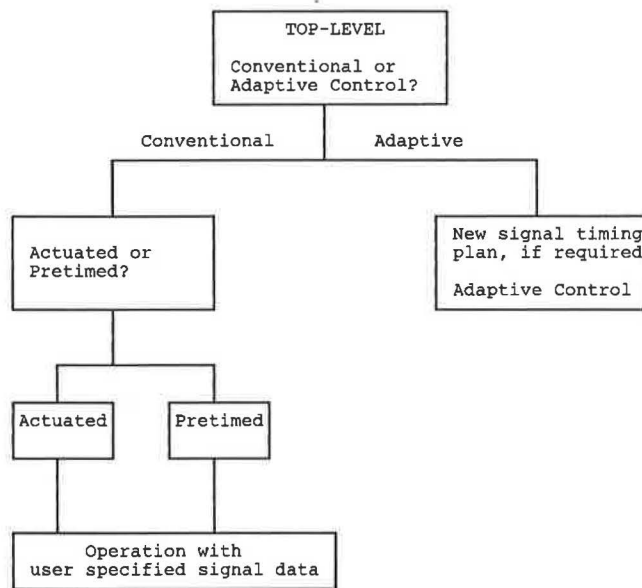 TOP-LEVEL
Conventional or
Adaptive Control?
Conventional
Adaptive
Actuated or
Pretimed?
New signal timing
plan, if required
Adaptive Control
Actuated
Pretimed
Operation with
user specified signal data